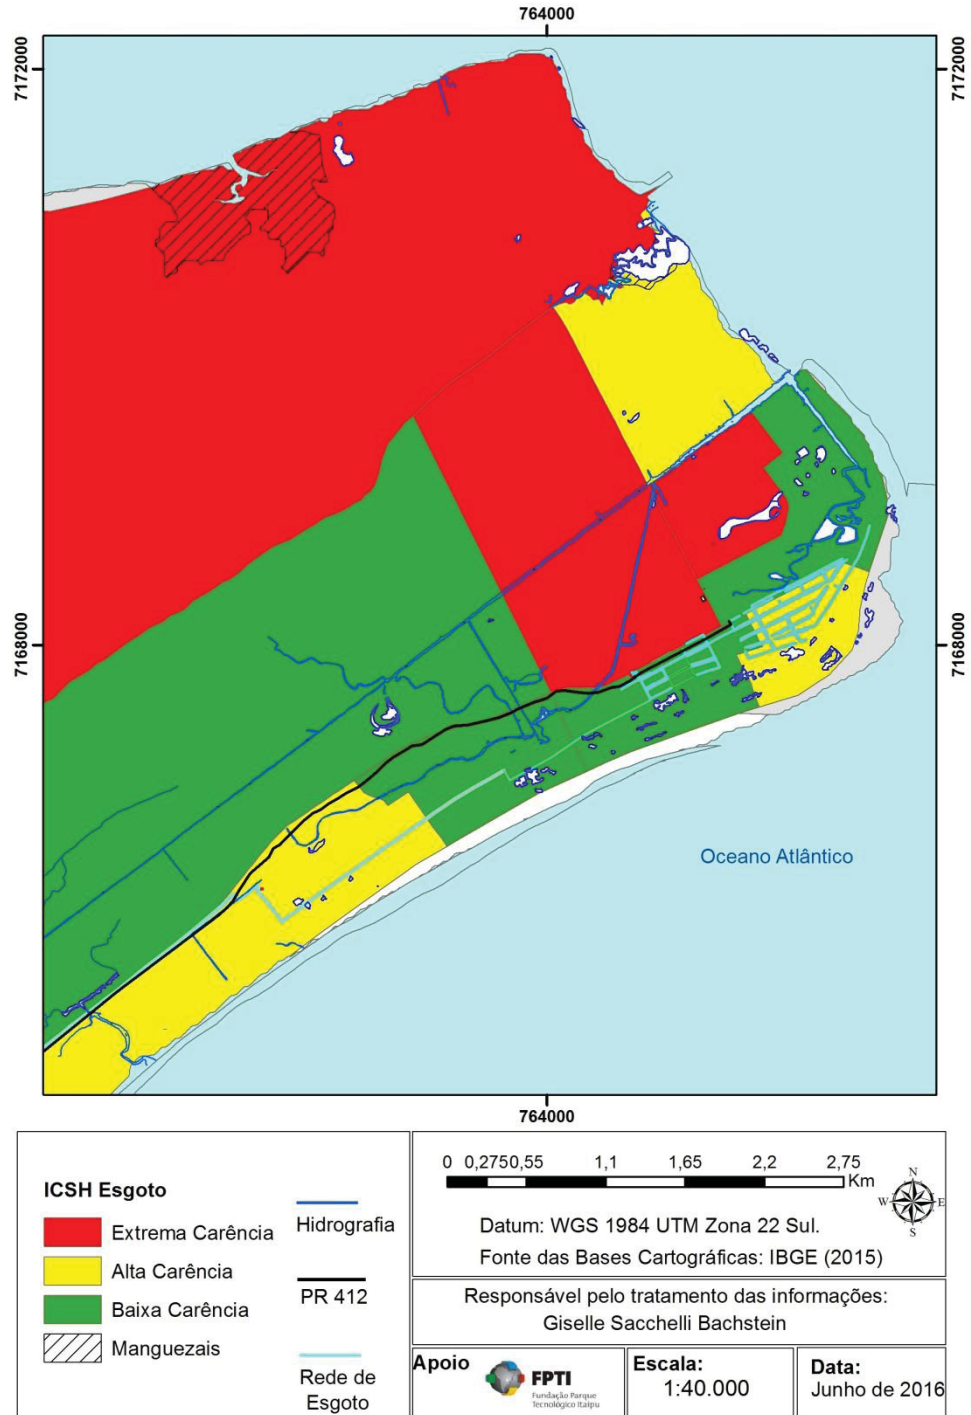 764000
7172000
7172000
7168000
7168000
Oceano Atlântico
764000
ICSH Esgoto
Extrema Carência
Alta Carência
Baixa Carência
Manguezais
Hidrografia
PR 412
Rede de
Esgoto
0 0,2750,55 1,1 1,65 2,2 2,75
Km
N
W E
S
Datum: WGS 1984 UTM Zona 22 Sul.
Fonte das Bases Cartográficas: IBGE (2015)
Responsável pelo tratamento das informações:
Giselle Sacchelli Bachstein
Apoio
FPTI
Fundação Parque
Tecnológico Itaipu
Escala:
1:40.000
Data:
Junho de 2016